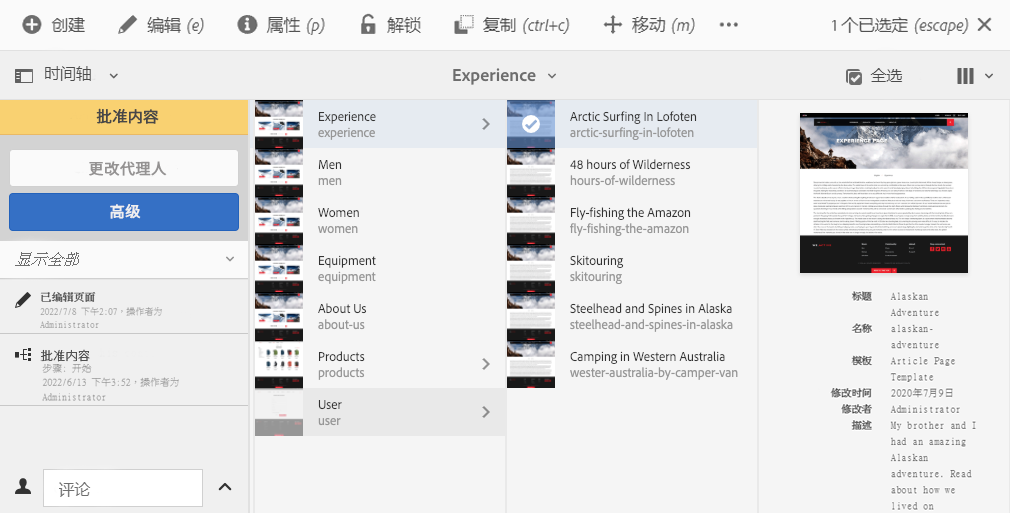 创建 编辑 (e) 属性 (p) 解锁 复制 (ctrl+c) 移动 (m) ••• 1 个已选定 (escape)
时间轴 Experience 全选
批准内容
更改代理人
高级
显示全部
已编辑页面
2022/7/8 下午2:07，操作者为
Administrator
批准内容
步骤：开始
2022/6/13 下午3:52，操作者为
Administrator
评论
Experience
experience
Men
men
Women
women
Equipment
equipment
About Us
about-us
Products
products
User
user
Arctic Surfing In Lofoten
arctic-surfing-in-lofoten
48 hours of Wilderness
hours-of-wilderness
Fly-fishing the Amazon
fly-fishing-the-amazon
Skitouring
skitouring
Steelhead and Spines in Alaska
steelhead-and-spines-in-alaska
Camping in Western Australia
wester-australia-by-camper-van
EXPERIENCE PAGE
标题 Alaskan
Adventure
名称 alaskan-
adventure
模板 Article Page
Template
修改时间 2020年7月9日
修改者 Administrator
描述 My brother and I
had an amazing
Alaskan
adventure. Read
about how we
lived on